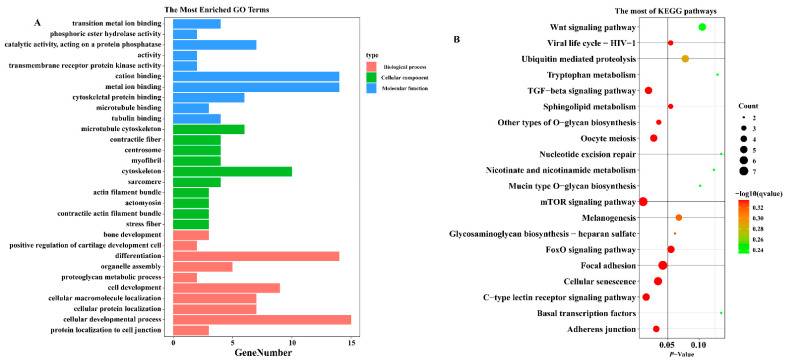 A
The Most Enriched GO Terms
transition metal ion binding
phosphoric ester hydrolase activity
catalytic activity, acting on a protein phosphatase
activity
transmembrane receptor protein kinase activity
cation binding
metal ion binding
cytoskeletal protein binding
microtubule binding
tubulin binding
microtubule cytoskeleton
contractile fiber
centrosome
myofibril
cytoskeleton
sarcomere
actin filament bundle
actomyosin
contractile actin filament bundle
stress fiber
bone development
positive regulation of cartilage development cell
differentiation
organelle assembly
proteoglycan metabolic process
cell development
cellular macromolecule localization
cellular protein localization
cellular developmental process
protein localization to cell junction
0 5 10 15
GeneNumber
type
Biological process
Cellular component
Molecular function
B
The most of KEGG pathways
Wnt signaling pathway
Viral life cycle − HIV−1
Ubiquitin mediated proteolysis
Tryptophan metabolism
TGF−beta signaling pathway
Sphingolipid metabolism
Other types of O−glycan biosynthesis
Oocyte meiosis
Nucleotide excision repair
Nicotinate and nicotinamide metabolism
Mucin type O−glycan biosynthesis
mTOR signaling pathway
Melanogenesis
Glycosaminoglycan biosynthesis − heparan sulfate
FoxO signaling pathway
Focal adhesion
Cellular senescence
C−type lectin receptor signaling pathway
Basal transcription factors
Adherens junction
0.05 0.10
P−Value
Count
2
3
4
5
6
7
−log10(qvalue)
0.32
0.30
0.28
0.26
0.24